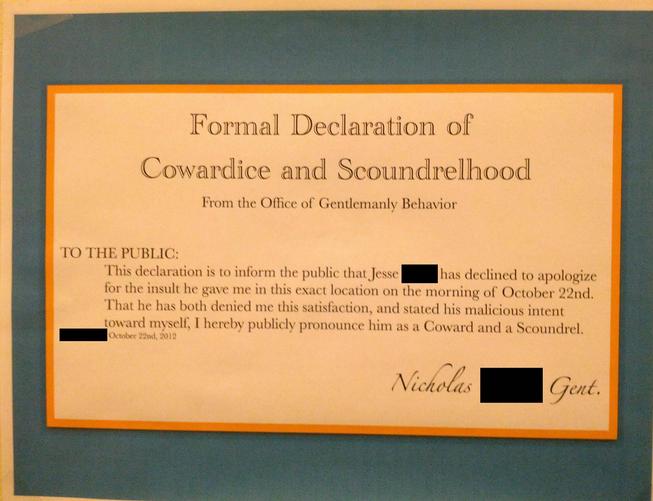 Formal Declaration of
Cowardice and Scoundrelhood
From the Office of Gentlemanly Behavior
TO THE PUBLIC:
This declaration is to inform the public that Jesse has declined to apologize
for the insult he gave me in this exact location on the morning of October 22nd.
That he has both denied me this satisfaction, and stated his malicious intent
toward myself, I hereby publicly pronounce him as a Coward and a Scoundrel.
October 22nd, 2012
Nicholas Gent.